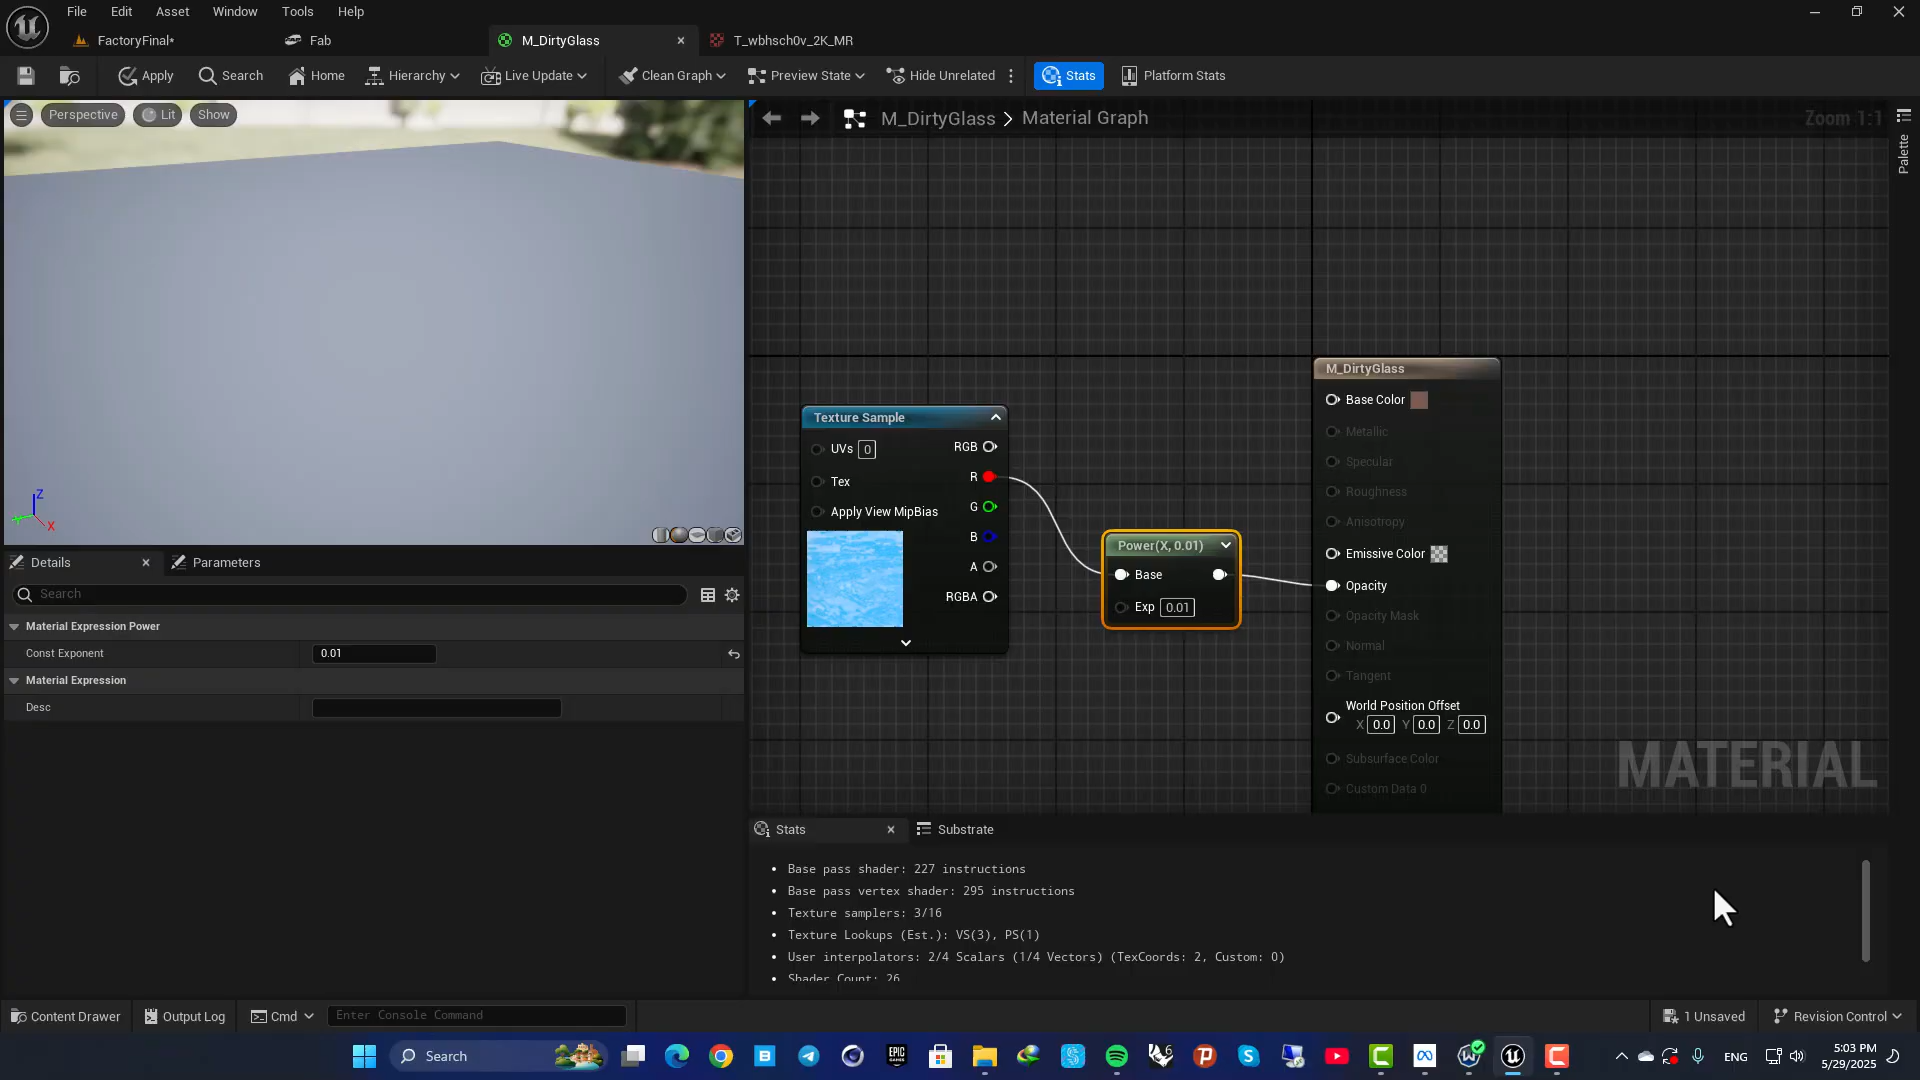 File Edit Asset Window Tools Help
FactoryFinal* Fab M_DirtyGlass T_wbhsch0v_2K_MR
Apply Search Home Hierarchy Live Update Clean Graph Preview State Hide Unrelated Stats Platform Stats
Perspective Lit Show
M_DirtyGlass > Material Graph Zoom 1:1
Palette
Z
X
Texture Sample
UVs 0 RGB
Tex R
G
Apply View MipBias
B
A
RGBA
Power(X, 0.01)
Base
Exp 0.01
M_DirtyGlass
Base Color
Metallic
Specular
Roughness
Anisotropy
Emissive Color
Opacity
Opacity Mask
Normal
Tangent
World Position Offset
X 0.0 Y 0.0 Z 0.0
Subsurface Color
Custom Data 0
MATERIAL
Details Parameters
Search
Material Expression Power
Const Exponent 0.01
Material Expression
Desc
Stats Substrate
Base pass shader: 227 instructions
Base pass vertex shader: 295 instructions
Texture samplers: 3/16
Texture Lookups (Est.): VS(3), PS(1)
User interpolators: 2/4 Scalars (1/4 Vectors) (TexCoords: 2, Custom: 0)
Shader Count: 26
Content Drawer Output Log Cmd Enter Console Command 1 Unsaved Revision Control
Search EPIC GAMES 6 ENG 5:03 PM
5/29/2025